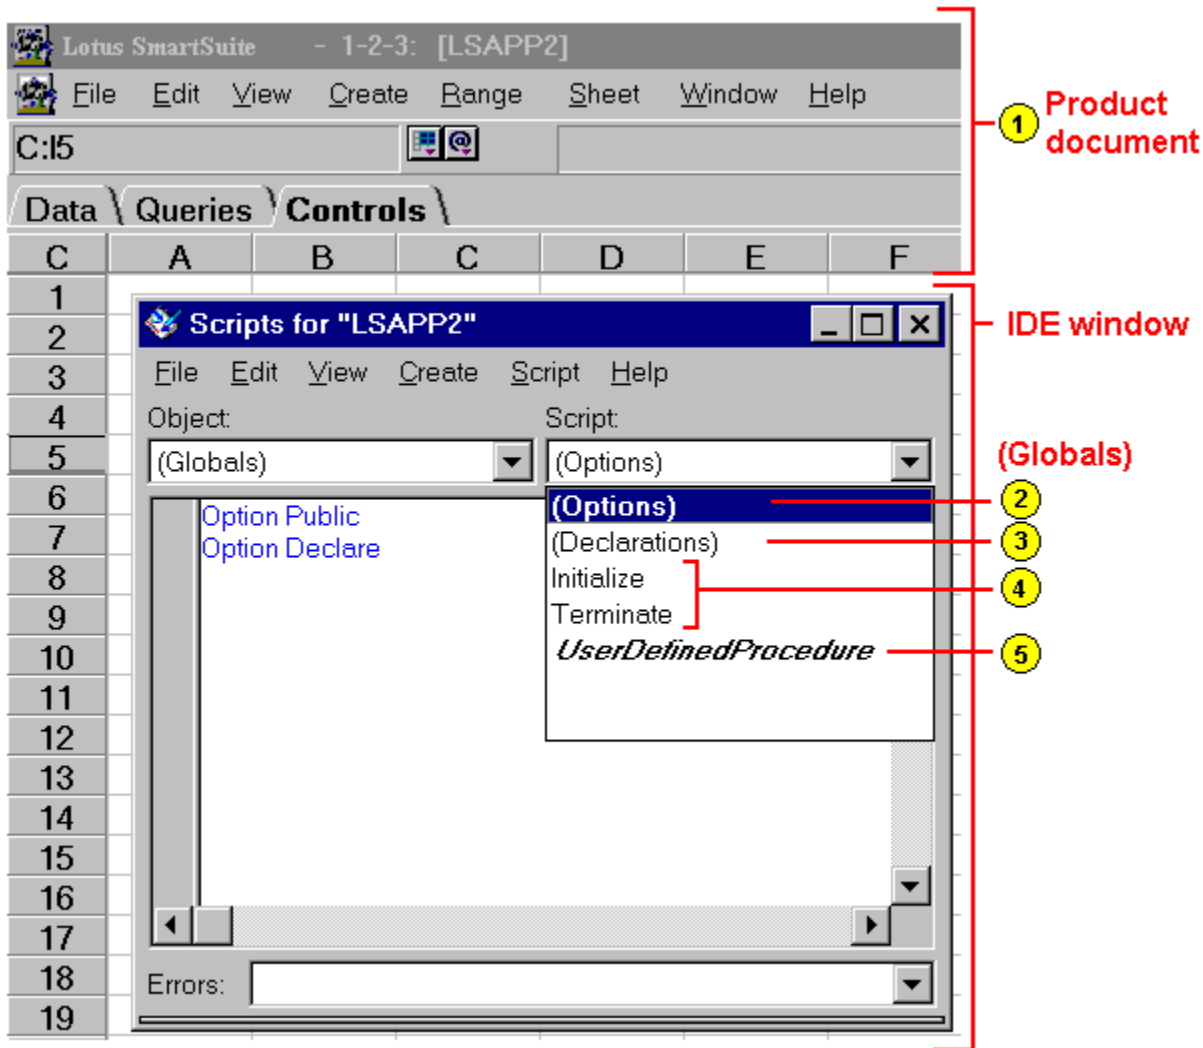 Lotus SmartSuite - 1-2-3: [LSAPP2]
File Edit View Create Range Sheet Window Help
1 Product document
C:I5 @
Data Queries Controls
C A B C D E F
1
Scripts for "LSAPP2"
IDE window
2
3
File Edit View Create Script Help
4
Object: Script:
5
(Globals) (Options)
(Globals)
6
Option Public
(Options)
2
7
Option Declare
(Declarations)
3
8
Initialize
4
9
Terminate
10
UserDefinedProcedure
5
11
12
13
14
15
16
17
18
Errors:
19